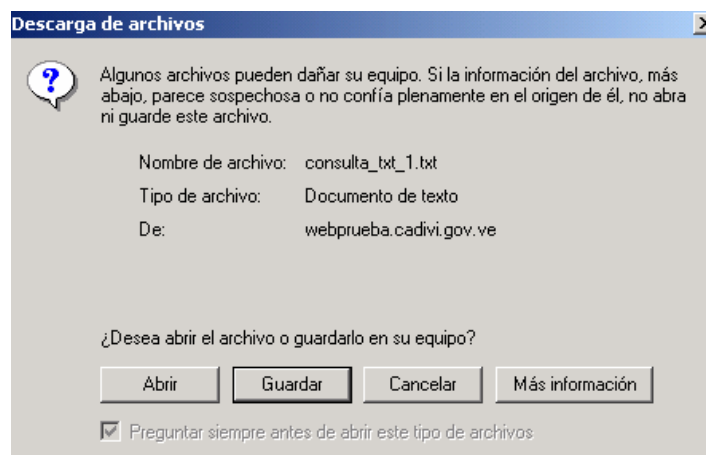 Descarga de archivos
Algunos archivos pueden dañar su equipo. Si la información del archivo, más
abajo, parece sospechosa o no confía plenamente en el origen de él, no abra
ni guarde este archivo.
Nombre de archivo: consulta_txt_1.txt
Tipo de archivo: Documento de texto
De: webprueba.cadivi.gov.ve
¿Desea abrir el archivo o guardarlo en su equipo?
Abrir Guardar Cancelar Más información
Preguntar siempre antes de abrir este tipo de archivos